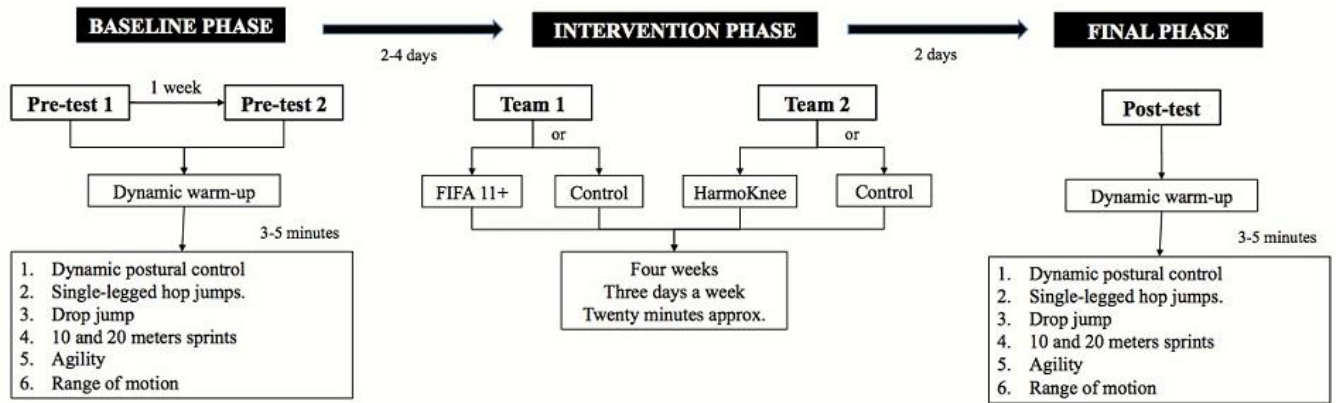 BASELINE PHASE
2-4 days
INTERVENTION PHASE
2 days
FINAL PHASE
Pre-test 1
1 week
Pre-test 2
Dynamic warm-up
3-5 minutes
1. Dynamic postural control
2. Single-legged hop jumps.
3. Drop jump
4. 10 and 20 meters sprints
5. Agility
6. Range of motion
Team 1
or
FIFA 11+
Control
Team 2
or
HarmoKnee
Control
Four weeks
Three days a week
Twenty minutes approx.
Post-test
Dynamic warm-up
3-5 minutes
1. Dynamic postural control
2. Single-legged hop jumps.
3. Drop jump
4. 10 and 20 meters sprints
5. Agility
6. Range of motion